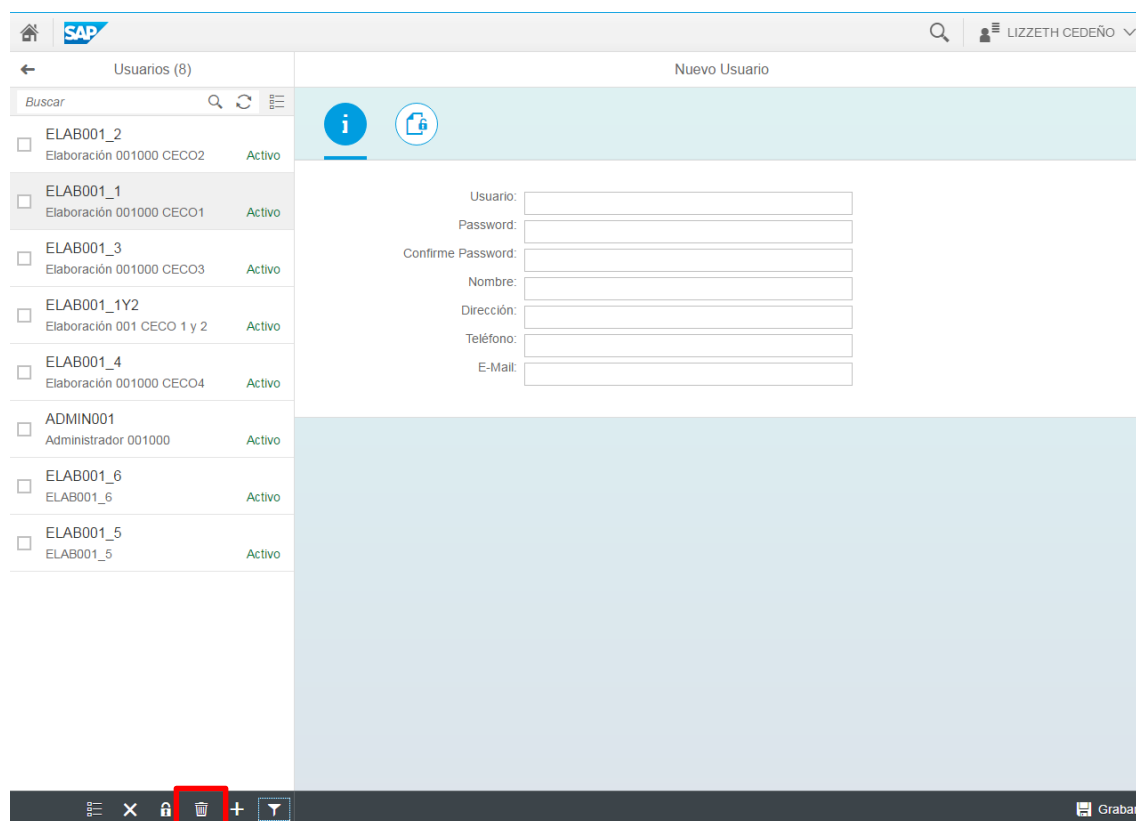 SAP
LIZZETH CEDEÑO
Usuarios (8)
Nuevo Usuario
Buscar
ELAB001_2
Elaboración 001000 CECO2 Activo
ELAB001_1
Elaboración 001000 CECO1 Activo
ELAB001_3
Elaboración 001000 CECO3 Activo
ELAB001_1Y2
Elaboración 001 CECO 1 y 2 Activo
ELAB001_4
Elaboración 001000 CECO4 Activo
ADMIN001
Administrador 001000 Activo
ELAB001_6
ELAB001_6 Activo
ELAB001_5
ELAB001_5 Activo
i
Usuario:
Password:
Confirme Password:
Nombre:
Dirección:
Teléfono:
E-Mail:
Grabar